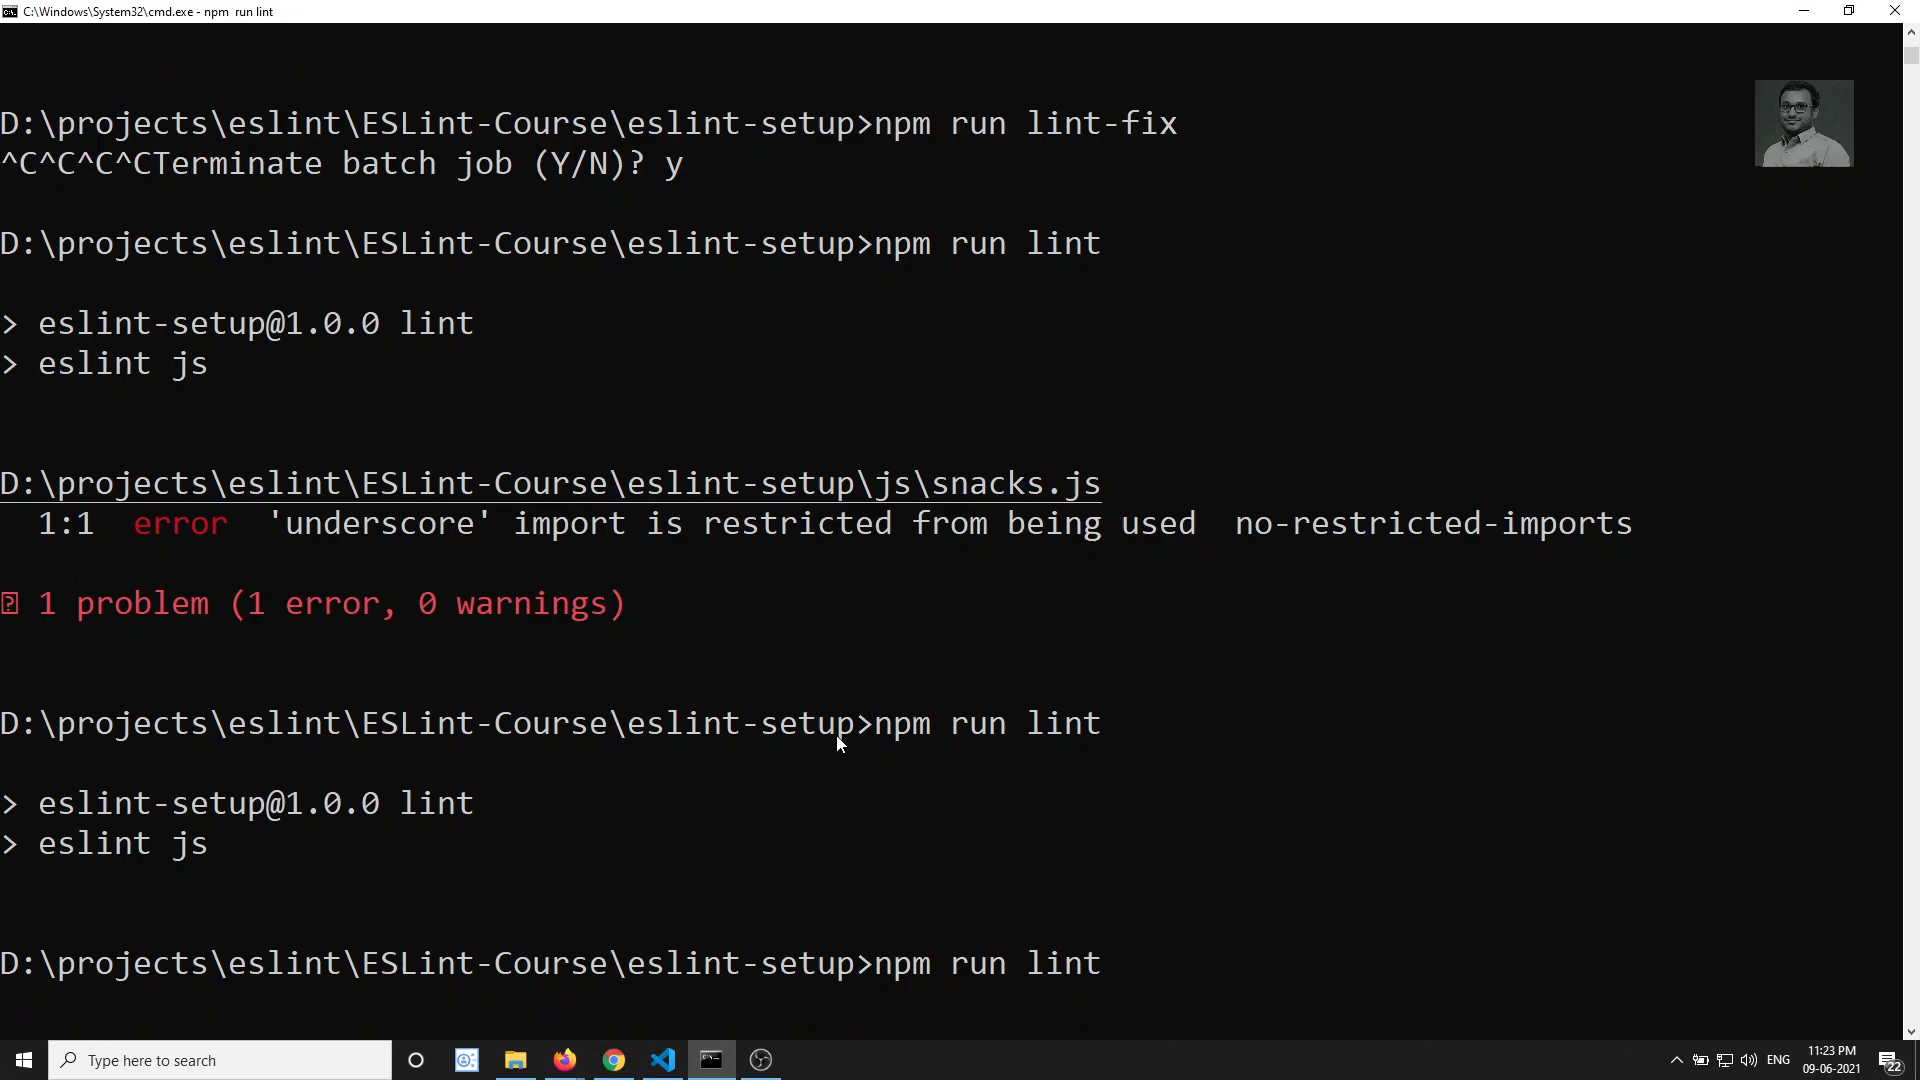 C:\Windows\System32\cmd.exe - npm  run lint
D:\projects\eslint\ESLint-Course\eslint-setup>npm run lint-fix
^C^C^C^CTerminate batch job (Y/N)? y
D:\projects\eslint\ESLint-Course\eslint-setup>npm run lint
> eslint-setup@1.0.0 lint
> eslint js
D:\projects\eslint\ESLint-Course\eslint-setup\js\snacks.js
  1:1  error  'underscore' import is restricted from being used  no-restricted-imports
1 problem (1 error, 0 warnings)
D:\projects\eslint\ESLint-Course\eslint-setup>npm run lint
> eslint-setup@1.0.0 lint
> eslint js
D:\projects\eslint\ESLint-Course\eslint-setup>npm run lint
Type here to search
ENG
11:23 PM
09-06-2021
22